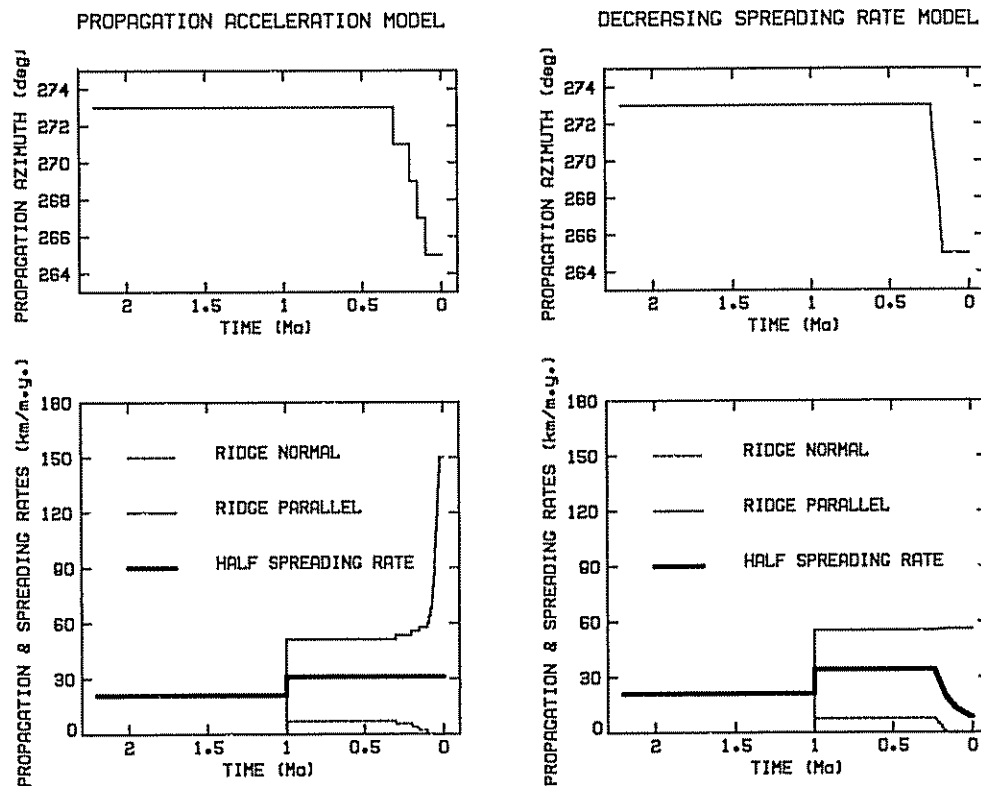 PROPAGATION ACCELERATION MODEL
PROPAGATION AZIMUTH (deg)
274
272
270
268
266
264
2
1.5
1
0.5
0
TIME (Ma)
PROPAGATION & SPREADING RATES (km/m.y.)
180
150
120
90
60
30
0
RIDGE NORMAL
RIDGE PARALLEL
HALF SPREADING RATE
2
1.5
1
0.5
0
TIME (Ma)
DECREASING SPREADING RATE MODEL
PROPAGATION AZIMUTH (deg)
274
272
270
268
266
264
2
1.5
1
0.5
0
TIME (Ma)
PROPAGATION & SPREADING RATES (km/m.y.)
180
150
120
90
60
30
0
RIDGE NORMAL
RIDGE PARALLEL
HALF SPREADING RATE
2
1.5
1
0.5
0
TIME (Ma)